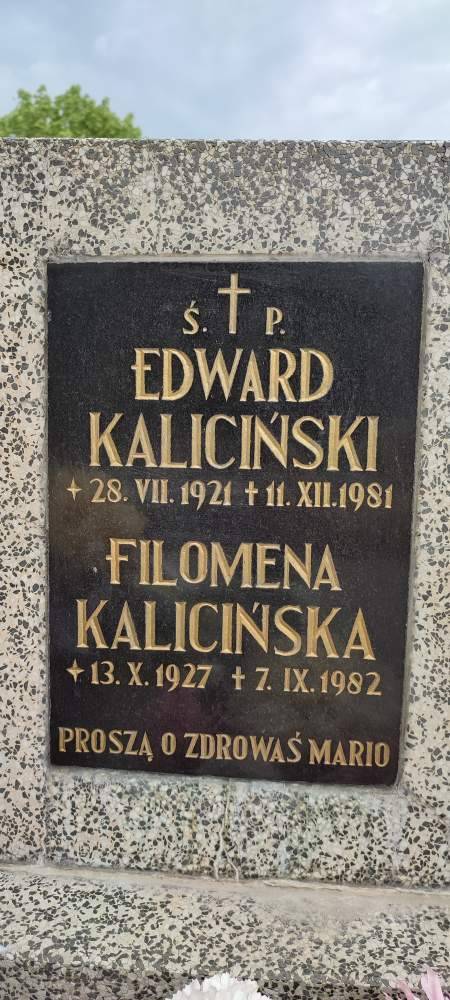 Ś. P.
EDWARD
KALICIŃSKI
28. VII. 1921 † 11. XII. 1981
FILOMENA
KALICIŃSKA
13. X. 1927 † 7. IX. 1982
PROSZĄ O ZDROWAŚ MARIO